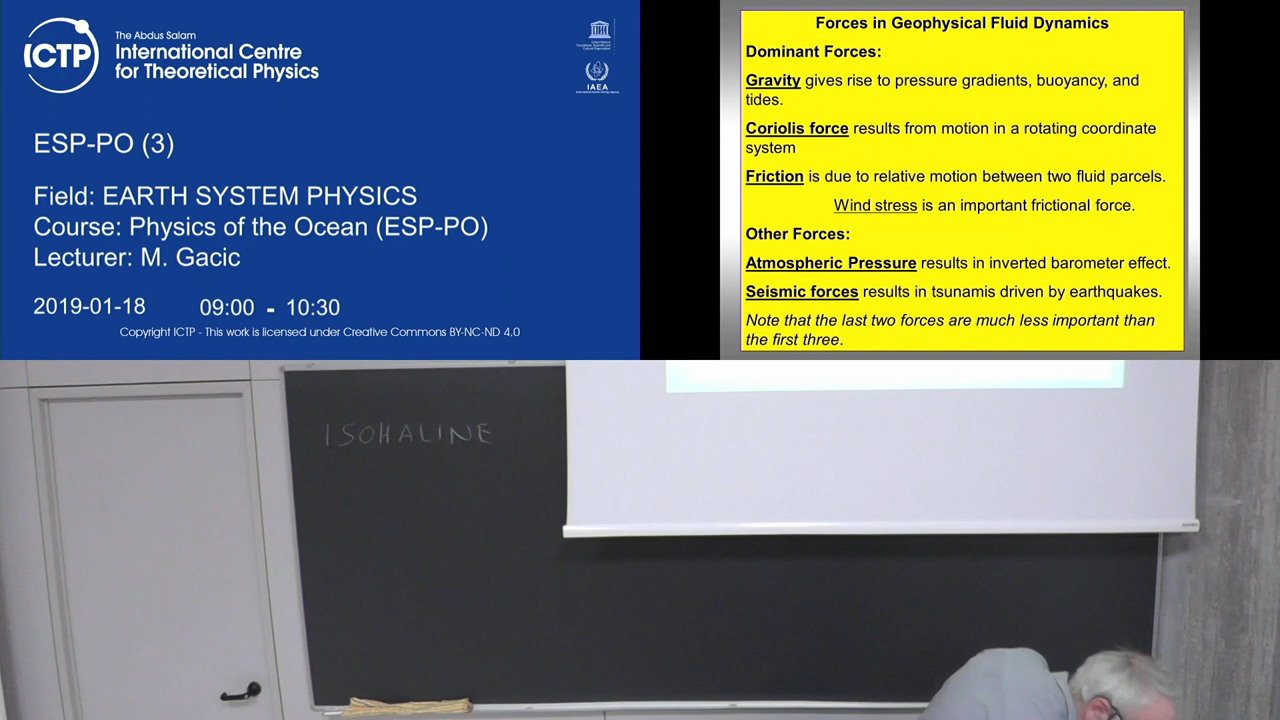 ICTP
The Abdus Salam
International Centre
for Theoretical Physics
IAEA
ESP-PO (3)
Field: EARTH SYSTEM PHYSICS
Course: Physics of the Ocean (ESP-PO)
Lecturer: M. Gacic
2019-01-18 09:00 - 10:30
Copyright ICTP - This work is licensed under Creative Commons BY-NC-ND 4.0
Forces in Geophysical Fluid Dynamics
Dominant Forces:
Gravity gives rise to pressure gradients, buoyancy, and
tides.
Coriolis force results from motion in a rotating coordinate
system
Friction is due to relative motion between two fluid parcels.
Wind stress is an important frictional force.
Other Forces:
Atmospheric Pressure results in inverted barometer effect.
Seismic forces results in tsunamis driven by earthquakes.
Note that the last two forces are much less important than
the first three.
ISOHALINE